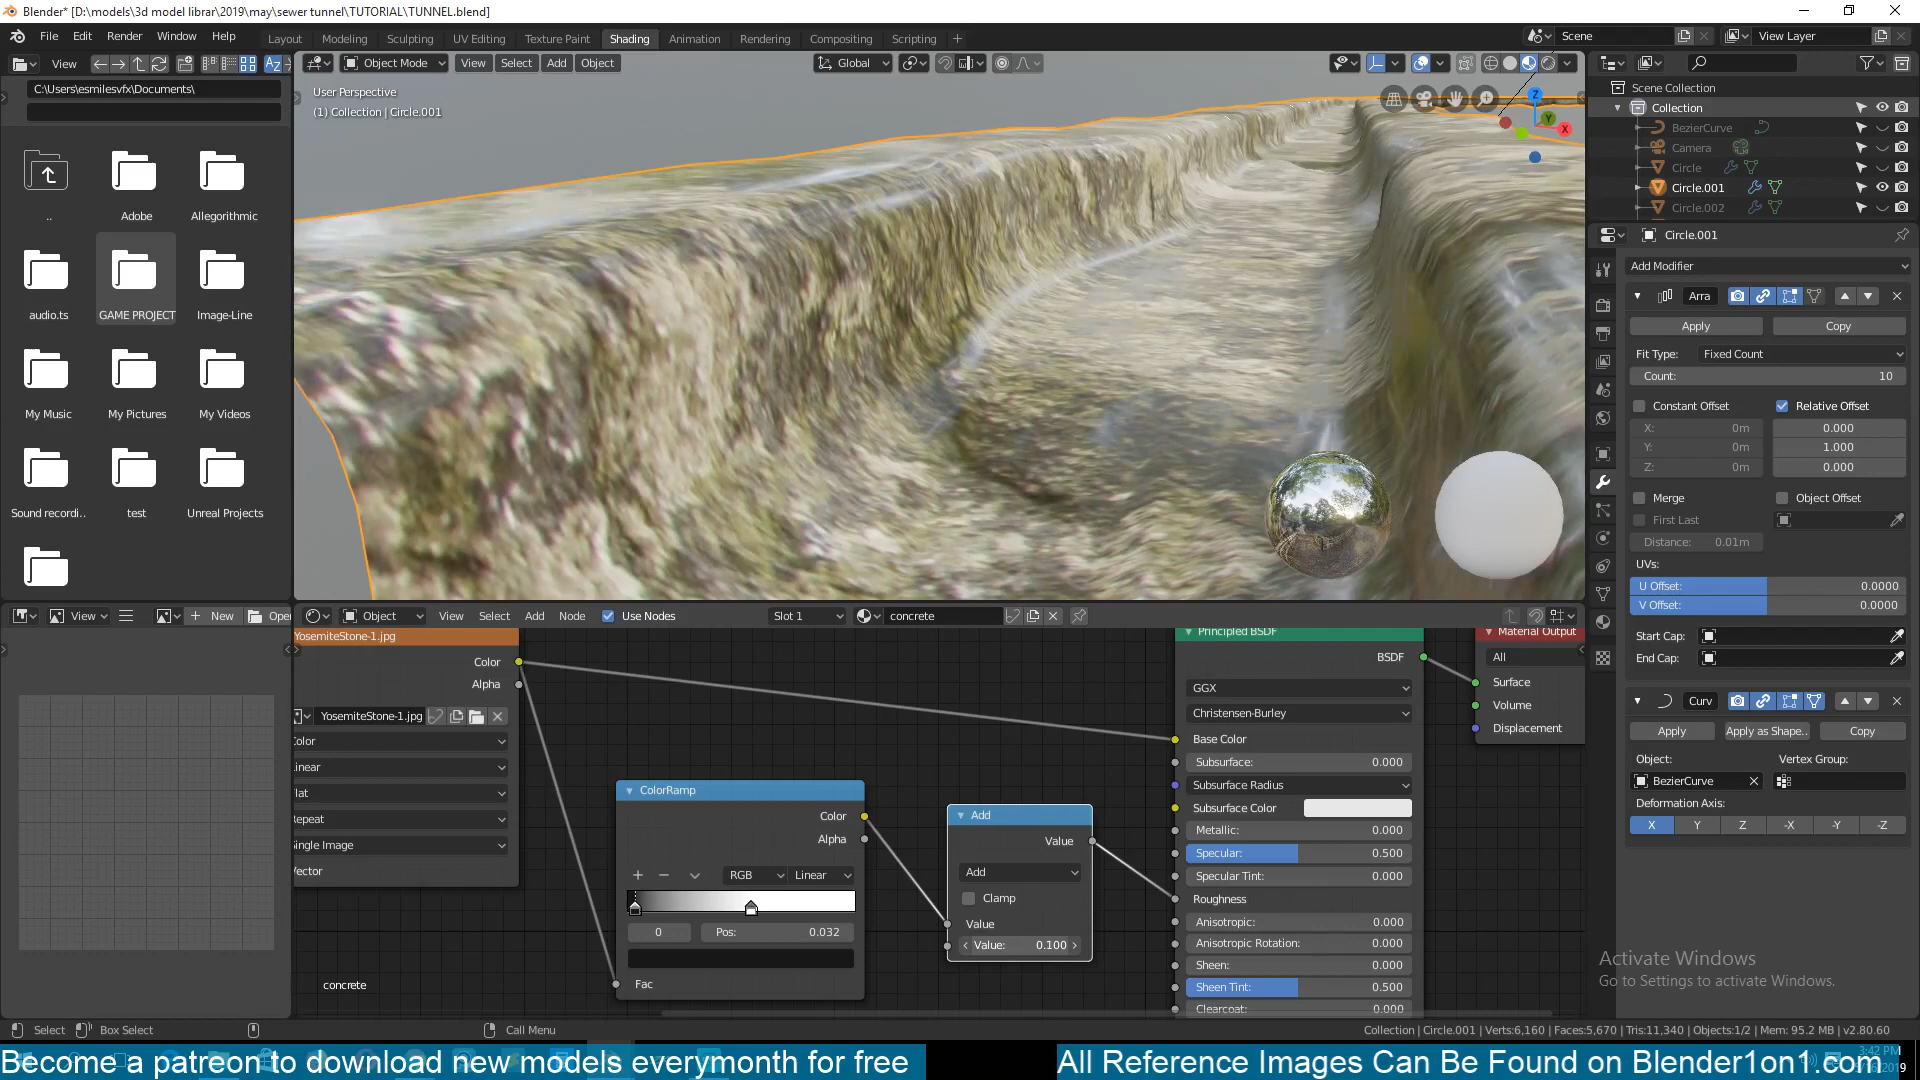 Blender* [D:\models\3d model librar\2019\may\sewer tunnel\TUTORIAL\TUNNEL.blend]
File Edit Render Window Help
Layout Modeling Sculpting UV Editing Texture Paint Shading Animation Rendering Compositing Scripting
Scene View Layer
View
C:\Users\esmilesvfx\Documents\
..
Adobe
Allegorithmic
audio.ts
GAME PROJECT
Image-Line
My Music
My Pictures
My Videos
Sound recordi..
test
Unreal Projects
Object Mode View Select Add Object Global
User Perspective
(1) Collection | Circle.001
Z
Y
X
Scene Collection
Collection
BezierCurve
Camera
Circle
Circle.001
Circle.002
Circle.001
Add Modifier
Arra
Apply Copy
Fit Type: Fixed Count
Count: 10
Constant Offset Relative Offset
X: 0m 0.000
Y: 0m 1.000
Z: 0m 0.000
Merge Object Offset
First Last
Distance: 0.01m
UVs:
U Offset: 0.0000
V Offset: 0.0000
Start Cap:
End Cap:
Curv
Apply Apply as Shape.. Copy
Object: Vertex Group:
BezierCurve
Deformation Axis:
X Y Z -X -Y -Z
View New Open
Object View Select Add Node Use Nodes Slot 1 concrete
YosemiteStone-1.jpg
Color
Alpha
YosemiteStone-1.jpg
Color
Linear
Flat
Repeat
Single Image
Vector
ColorRamp
Color
Alpha
RGB Linear
0 Pos: 0.032
Fac
Add
Value
Add
Clamp
Value
Value: 0.100
Principled BSDF
BSDF
GGX
Christensen-Burley
Base Color
Subsurface: 0.000
Subsurface Radius
Subsurface Color
Metallic: 0.000
Specular: 0.500
Specular Tint: 0.000
Roughness
Anisotropic: 0.000
Anisotropic Rotation: 0.000
Sheen: 0.000
Sheen Tint: 0.500
Clearcoat: 0.000
Material Output
All
Surface
Volume
Displacement
concrete
Activate Windows
Go to Settings to activate Windows.
Select Box Select Call Menu
Collection | Circle.001 | Verts:6,160 | Faces:5,670 | Tris:11,340 | Objects:1/2 | Mem: 95.2 MB | v2.80.60
Become a patreon to download new models everymonth for free
All Reference Images Can Be Found on Blender1on1.com
3:42 PM